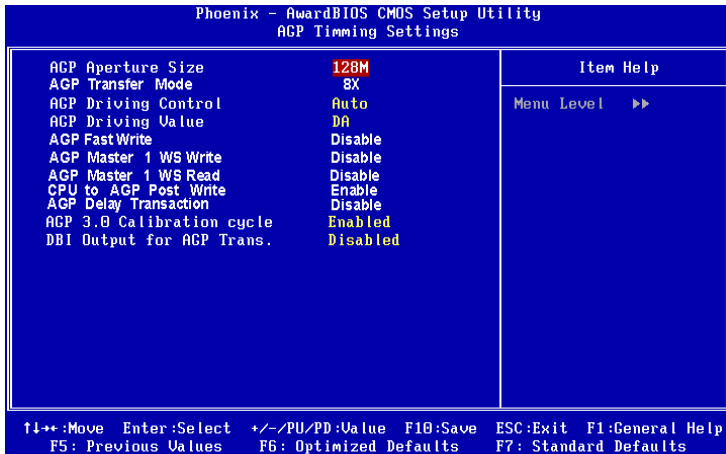 Phoenix - AwardBIOS CMOS Setup Utility
AGP Timming Settings
AGP Aperture Size 128M
AGP Transfer Mode 8X
AGP Driving Control Auto
AGP Driving Value DA
AGP Fast Write Disable
AGP Master 1 WS Write Disable
AGP Master 1 WS Read Disable
CPU to AGP Post Write Enable
AGP Delay Transaction Disable
AGP 3.0 Calibration cycle Enabled
DBI Output for AGP Trans. Disabled
Item Help
Menu Level ►►
↑↓→←:Move Enter:Select +/-/PU/PD:Value F10:Save ESC:Exit F1:General Help
F5: Previous Values F6: Optimized Defaults F7: Standard Defaults